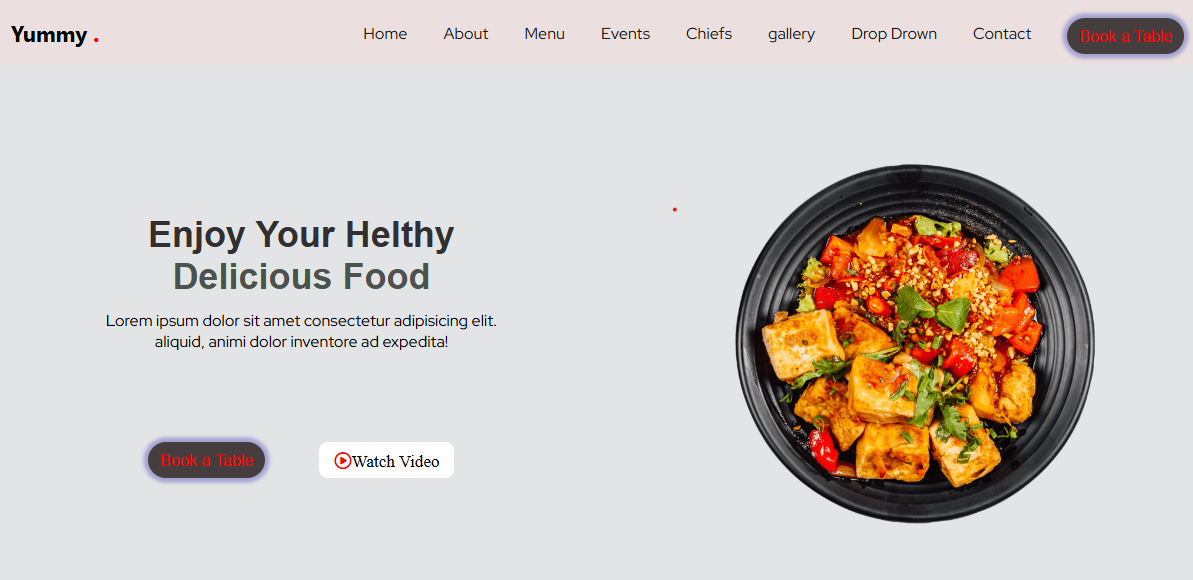 Yummy .
Home About Menu Events Chiefs gallery Drop Drown Contact Book a Table
Enjoy Your Helthy
Delicious Food
Lorem ipsum dolor sit amet consectetur adipisicing elit.
aliquid, animi dolor inventore ad expedita!
Book a Table
Watch Video